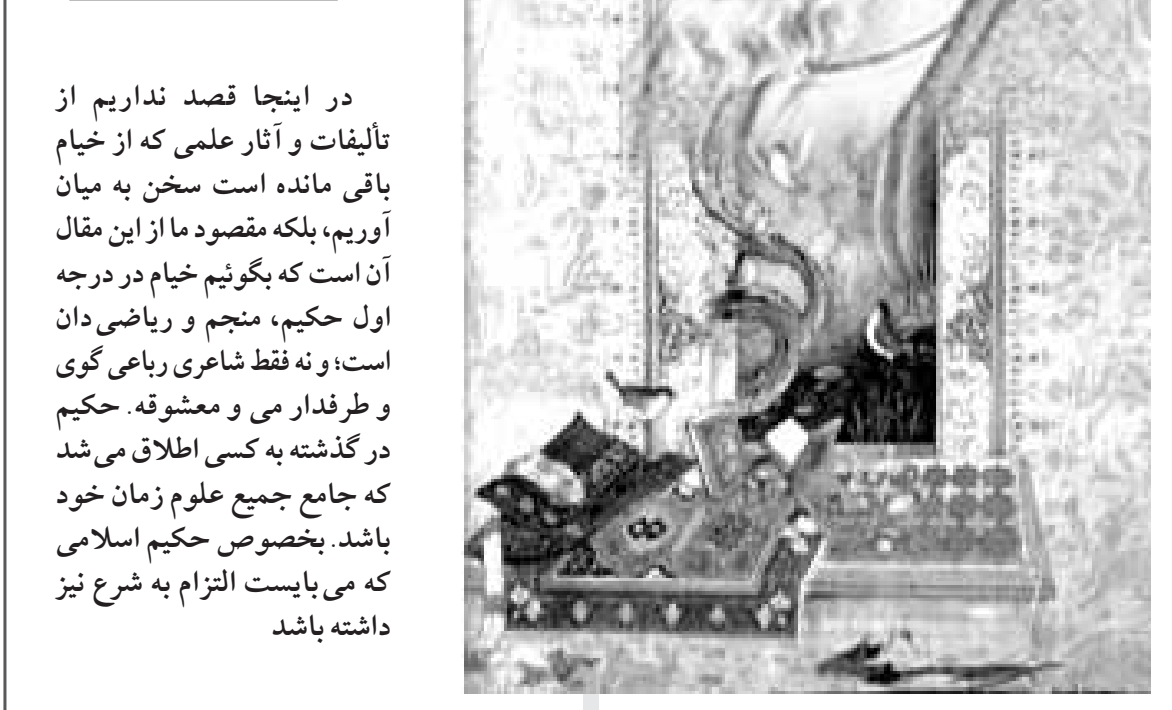 در اینجا قصد نداریم از
تألیفات و آثار علمی که از خیام
باقی مانده است سخن به میان
آوریم، بلکه مقصود ما از این مقال
آن است که بگوئیم خیام در درجه
اول حکیم، منجم و ریاضی‌دان
است؛ و نه فقط شاعری رباعی‌گوی
و طرفدار می و معشوقه. حکیم
در گذشته به کسی اطلاق می‌شد
که جامع جمیع علوم زمان خود
باشد. بخصوص حکیم اسلامی
که می‌بایست التزام به شرع نیز
داشته باشد